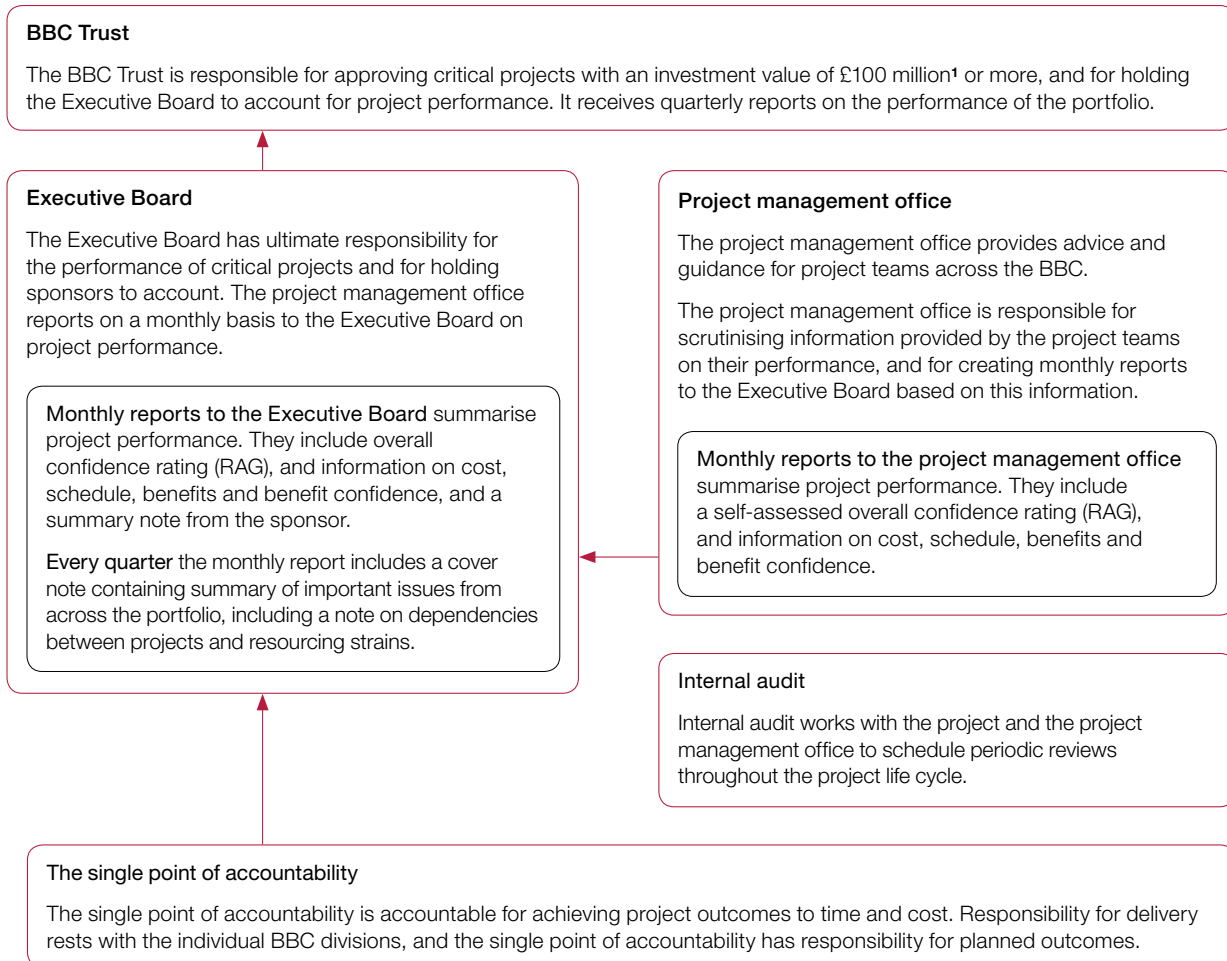 BBC Trust
The BBC Trust is responsible for approving critical projects with an investment value of £100 million¹ or more, and for holding
the Executive Board to account for project performance. It receives quarterly reports on the performance of the portfolio.
Executive Board
The Executive Board has ultimate responsibility for
the performance of critical projects and for holding
sponsors to account. The project management office
reports on a monthly basis to the Executive Board on
project performance.
Monthly reports to the Executive Board summarise
project performance. They include overall
confidence rating (RAG), and information on cost,
schedule, benefits and benefit confidence, and a
summary note from the sponsor.
Every quarter the monthly report includes a cover
note containing summary of important issues from
across the portfolio, including a note on dependencies
between projects and resourcing strains.
Project management office
The project management office provides advice and
guidance for project teams across the BBC.
The project management office is responsible for
scrutinising information provided by the project teams
on their performance, and for creating monthly reports
to the Executive Board based on this information.
Monthly reports to the project management office
summarise project performance. They include
a self-assessed overall confidence rating (RAG),
and information on cost, schedule, benefits and
benefit confidence.
Internal audit
Internal audit works with the project and the project
management office to schedule periodic reviews
throughout the project life cycle.
The single point of accountability
The single point of accountability is accountable for achieving project outcomes to time and cost. Responsibility for delivery
rests with the individual BBC divisions, and the single point of accountability has responsibility for planned outcomes.